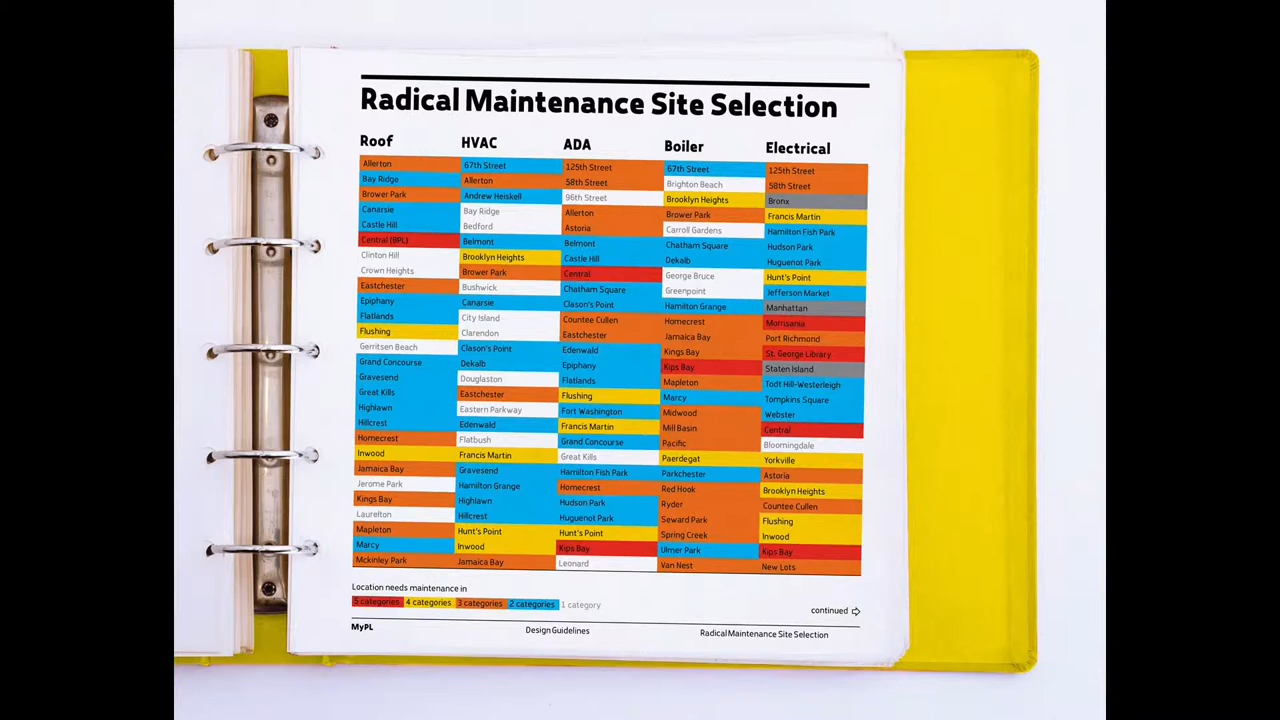 Radical Maintenance Site Selection
Roof HVAC ADA Boiler Electrical
Allerton 67th Street 125th Street 67th Street 125th Street
Bay Ridge Allerton 58th Street Brighton Beach 58th Street
Brower Park Andrew Heiskell 96th Street Brooklyn Heights Bronx
Canarsie Bay Ridge Allerton Brower Park Francis Martin
Castle Hill Bedford Astoria Carroll Gardens Hamilton Fish Park
Central (BPL) Belmont Belmont Chatham Square Hudson Park
Clinton Hill Brooklyn Heights Castle Hill Dekalb Huguenot Park
Crown Heights Brower Park Central George Bruce Hunt's Point
Eastchester Bushwick Chatham Square Greenpoint Jefferson Market
Epiphany Canarsie Clason's Point Hamilton Grange Manhattan
Flatlands City Island Countee Cullen Homecrest Morrisania
Flushing Clarendon Eastchester Jamaica Bay Port Richmond
Gerritsen Beach Clason's Point Edenwald Kings Bay St. George Library
Grand Concourse Dekalb Epiphany Kips Bay Staten Island
Gravesend Douglaston Flatlands Mapleton Todt Hill-Westerleigh
Great Kills Eastchester Flushing Marcy Tompkins Square
Highlawn Eastern Parkway Fort Washington Midwood Webster
Hillcrest Edenwald Francis Martin Mill Basin Central
Homecrest Flatbush Grand Concourse Pacific Bloomingdale
Inwood Francis Martin Great Kills Paerdegat Yorkville
Jamaica Bay Gravesend Hamilton Fish Park Parkchester Astoria
Jerome Park Hamilton Grange Homecrest Red Hook Brooklyn Heights
Kings Bay Highlawn Hudson Park Ryder Countee Cullen
Laurelton Hillcrest Huguenot Park Seward Park Flushing
Mapleton Hunt's Point Hunt's Point Spring Creek Inwood
Marcy Inwood Kips Bay Ulmer Park Kips Bay
Mckinley Park Jamaica Bay Leonard Van Nest New Lots
Location needs maintenance in
5 categories 4 categories 3 categories 2 categories 1 category
continued
MyPL Design Guidelines Radical Maintenance Site Selection